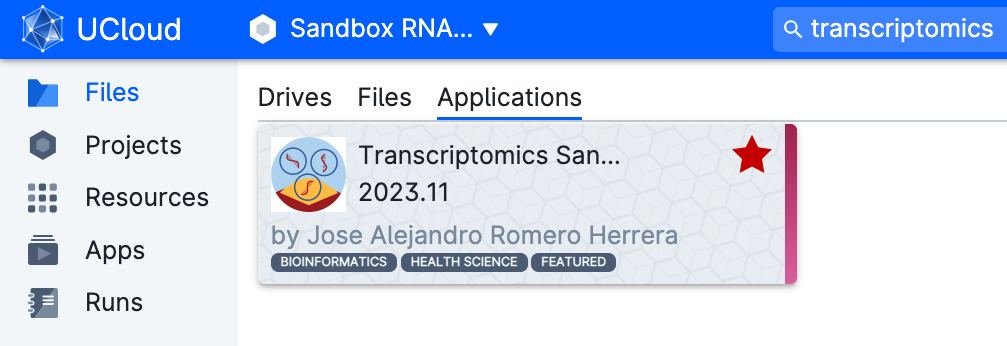 UCloud
Sandbox RNA...
transcriptomics
Files
Projects
Resources
Apps
Runs
Drives Files Applications
Transcriptomics San...
2023.11
by Jose Alejandro Romero Herrera
BIOINFORMATICS HEALTH SCIENCE FEATURED